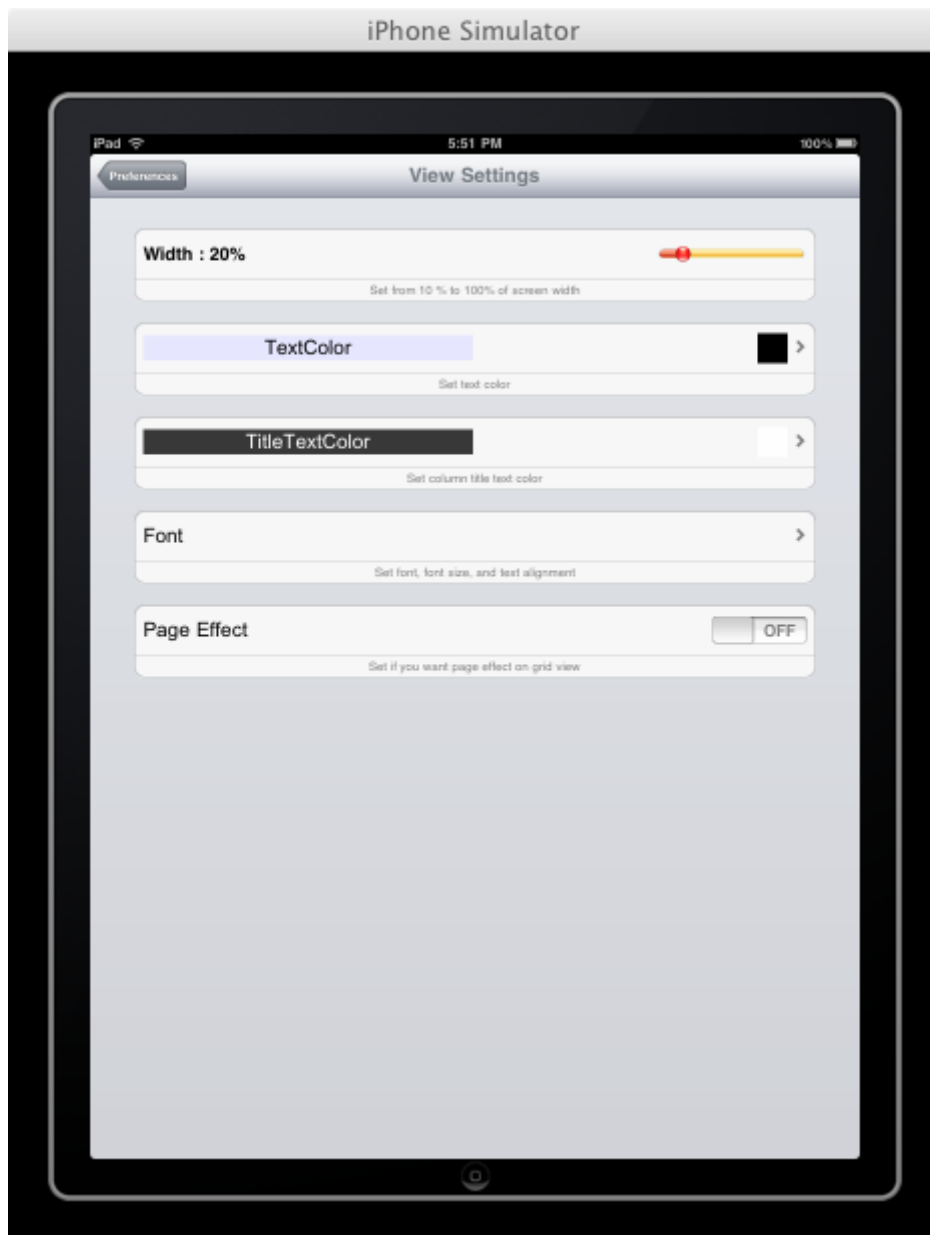 iPhone Simulator
iPad 5:51 PM 100%
Preferences View Settings
Width : 20%
Set from 10 % to 100% of screen width
TextColor
Set text color
TitleTextColor
Set column title text color
Font
Set font, font size, and text alignment
Page Effect OFF
Set if you want page effect on grid view